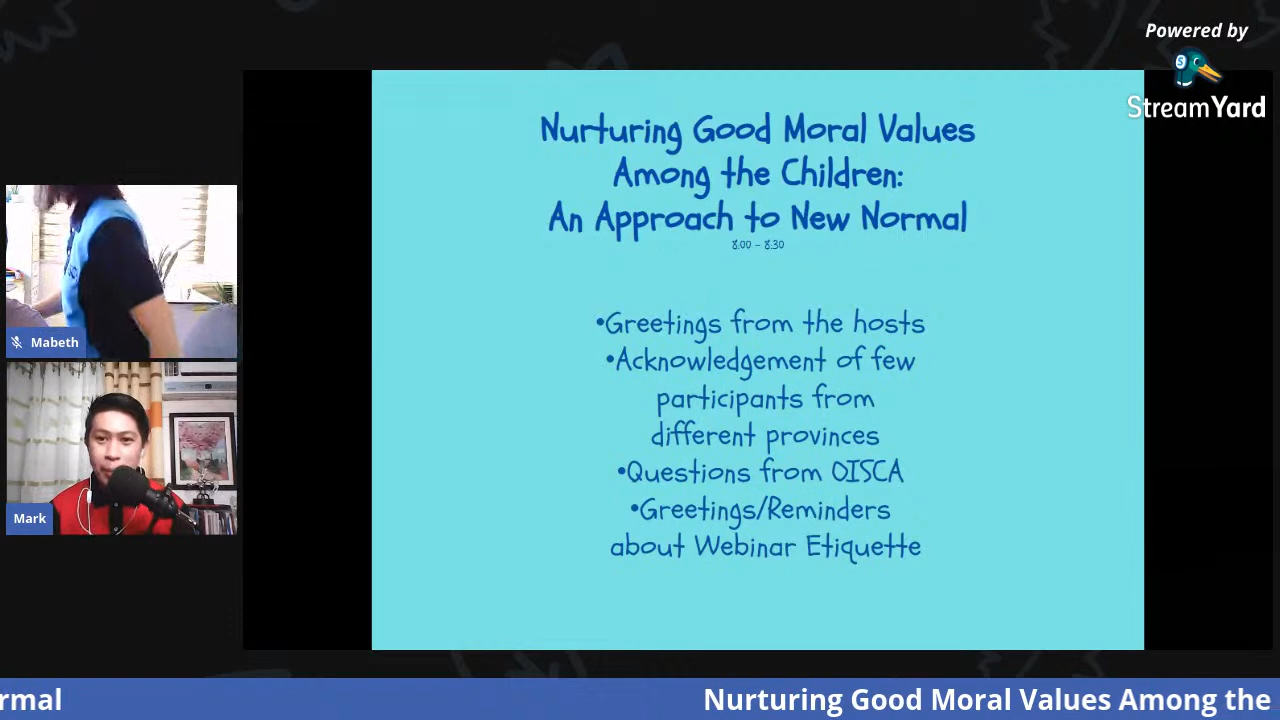 Powered by
StreamYard
Nurturing Good Moral Values
Among the Children:
An Approach to New Normal
8:00 - 8:30
•Greetings from the hosts
•Acknowledgement of few
participants from
different provinces
•Questions from OISCA
•Greetings/Reminders
about Webinar Etiquette
Mabeth
Mark
rmal
Nurturing Good Moral Values Among the